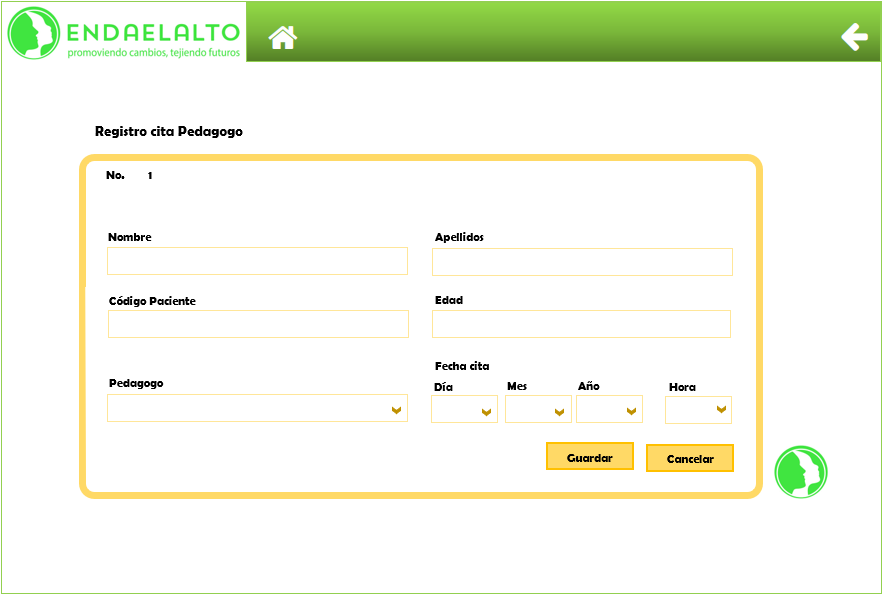 ENDAELALTO
promoviendo cambios, tejiendo futuros
Registro cita Pedagogo
No. 1
Nombre
Apellidos
Código Paciente
Edad
Fecha cita
Pedagogo
Día Mes Año Hora
Guardar Cancelar